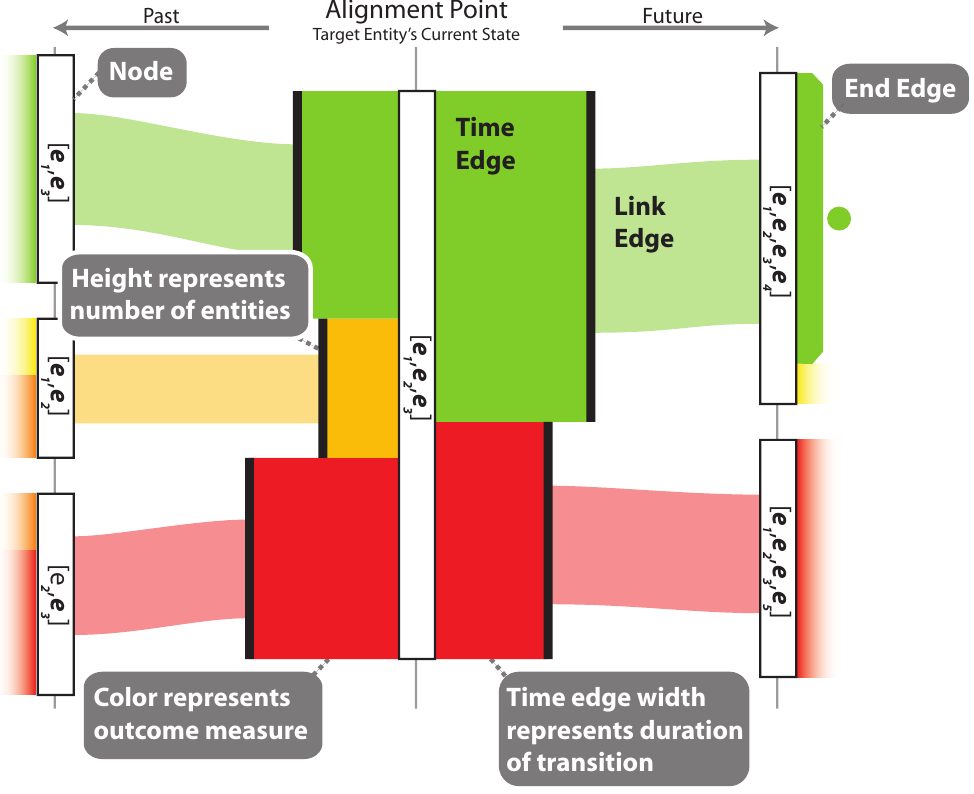 Past
Alignment Point
Future
Target Entity's Current State
Node
End Edge
Time
Edge
Link
Edge
[e1,e3]
[e1,e2,e3,e4]
Height represents
number of entities
[e1,e2]
[e1,e2,e3]
[e2,e3]
[e1,e2,e3,e5]
Color represents
outcome measure
Time edge width
represents duration
of transition